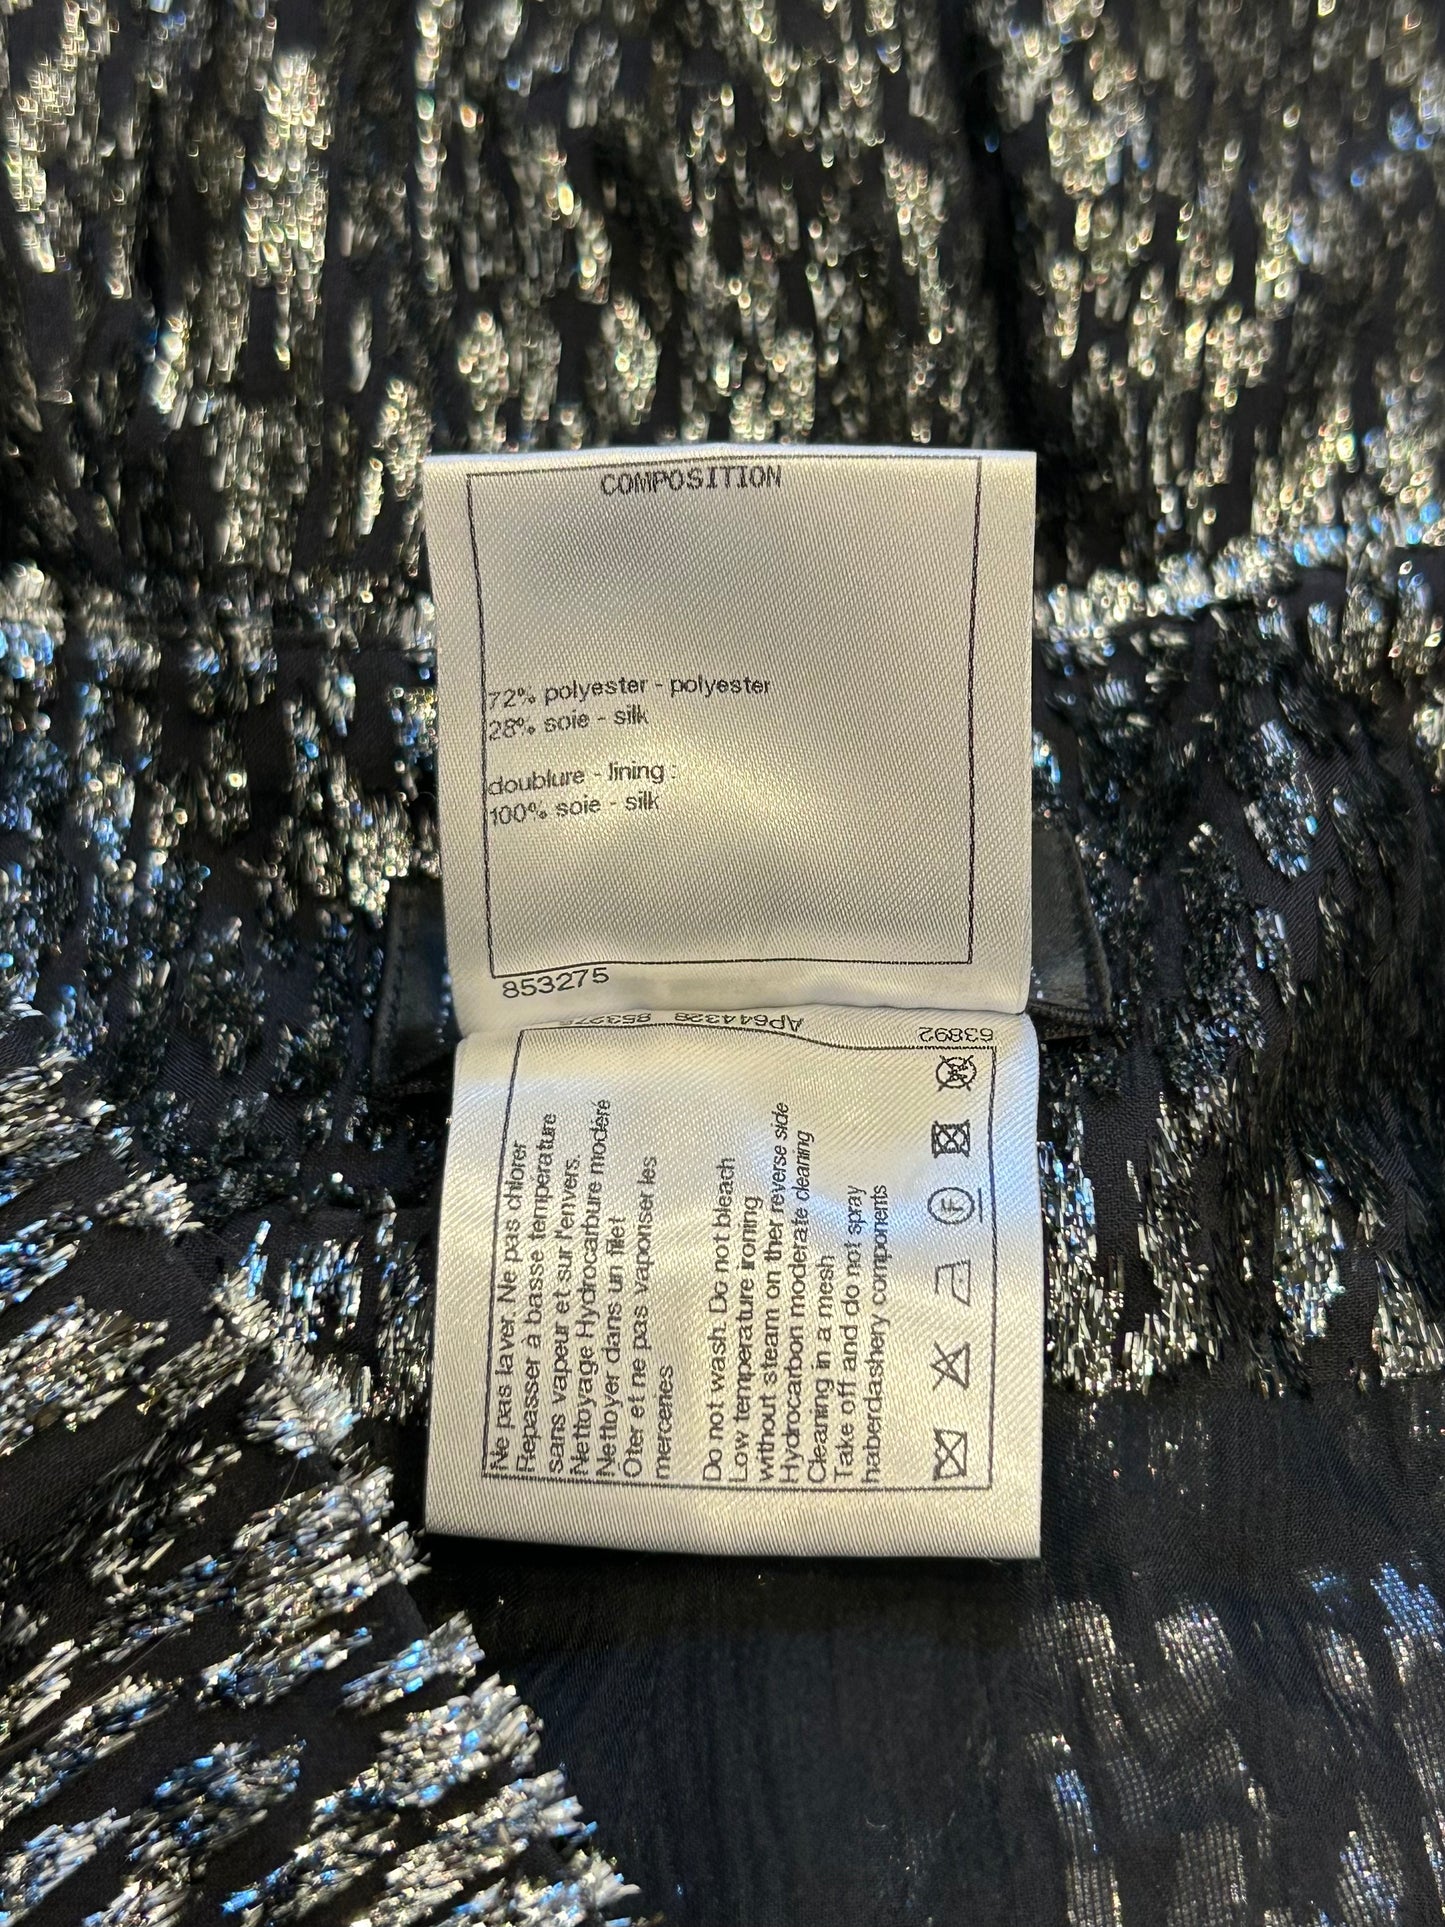 COMPOSITION
72% polyester - polyester
28% soie - silk
doublure - lining :
100% soie - silk
853275
853275 AP644328
63892
Ne pas laver. Ne pas chlorer
Repasser à basse temperature
sans vapeur et sur l'envers.
Nettoyage Hydrocarbure modéré
Nettoyer dans un filet
Oter et ne pas vaporiser les
merceries
Do not wash. Do not bleach
Low temperature ironing
without steam on ther reverse side
Hydrocarbon moderate cleaning
Cleaning in a mesh
Take off and do not spray
haberdashery components
F
W